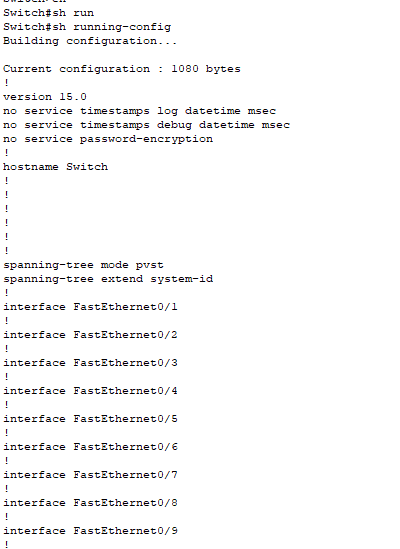 Switch>en
Switch#sh run
Switch#sh running-config
Building configuration...
Current configuration : 1080 bytes
!
version 15.0
no service timestamps log datetime msec
no service timestamps debug datetime msec
no service password-encryption
!
hostname Switch
!
!
!
!
!
!
spanning-tree mode pvst
spanning-tree extend system-id
!
interface FastEthernet0/1
!
interface FastEthernet0/2
!
interface FastEthernet0/3
!
interface FastEthernet0/4
!
interface FastEthernet0/5
!
interface FastEthernet0/6
!
interface FastEthernet0/7
!
interface FastEthernet0/8
!
interface FastEthernet0/9
!